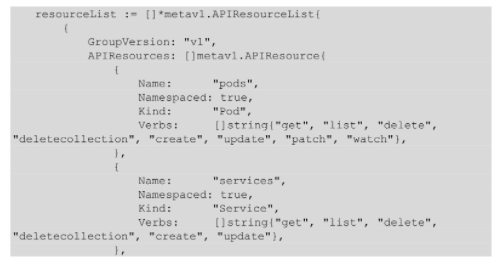 resourceList := []*metav1.APIResourceList{
{
GroupVersion: "v1",
APIResources: []metav1.APIResource{
{
Name: "pods",
Namespaced: true,
Kind: "Pod",
Verbs: []string{"get", "list", "delete",
"deletecollection", "create", "update", "patch", "watch"},
},
{
Name: "services",
Namespaced: true,
Kind: "Service",
Verbs: []string{"get", "list", "delete",
"deletecollection", "create", "update"},
},